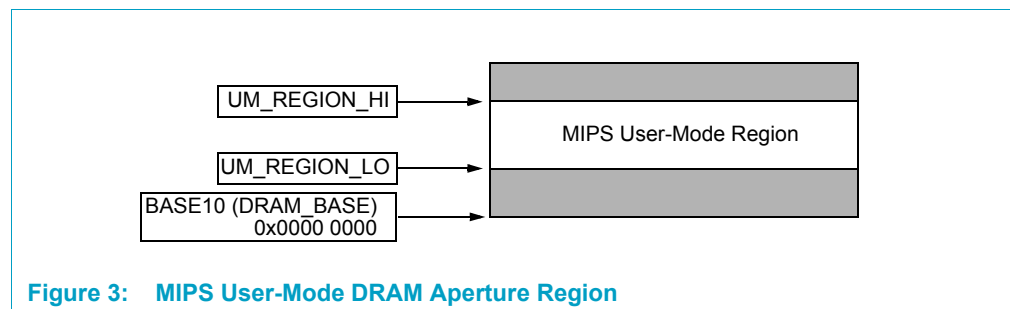 UM_REGION_HI
MIPS User-Mode Region
UM_REGION_LO
BASE10 (DRAM_BASE)
0x0000 0000
Figure 3: MIPS User-Mode DRAM Aperture Region